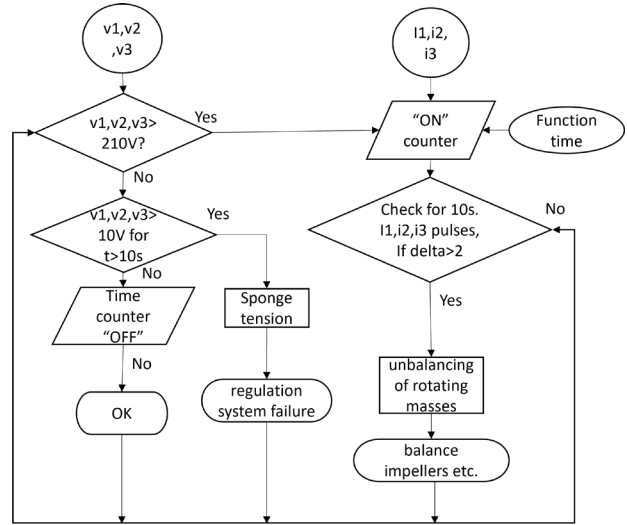 v1,v2
,v3
I1,i2,
i3
v1,v2,v3>
210V?
Yes
“ON”
counter
Function
time
No
v1,v2,v3>
10V for
t>10s
Yes
Check for 10s.
I1,i2,i3 pulses,
If delta>2
No
No
Time
counter
“OFF”
Sponge
tension
Yes
No
unbalancing
of rotating
masses
OK
regulation
system failure
balance
impellers etc.